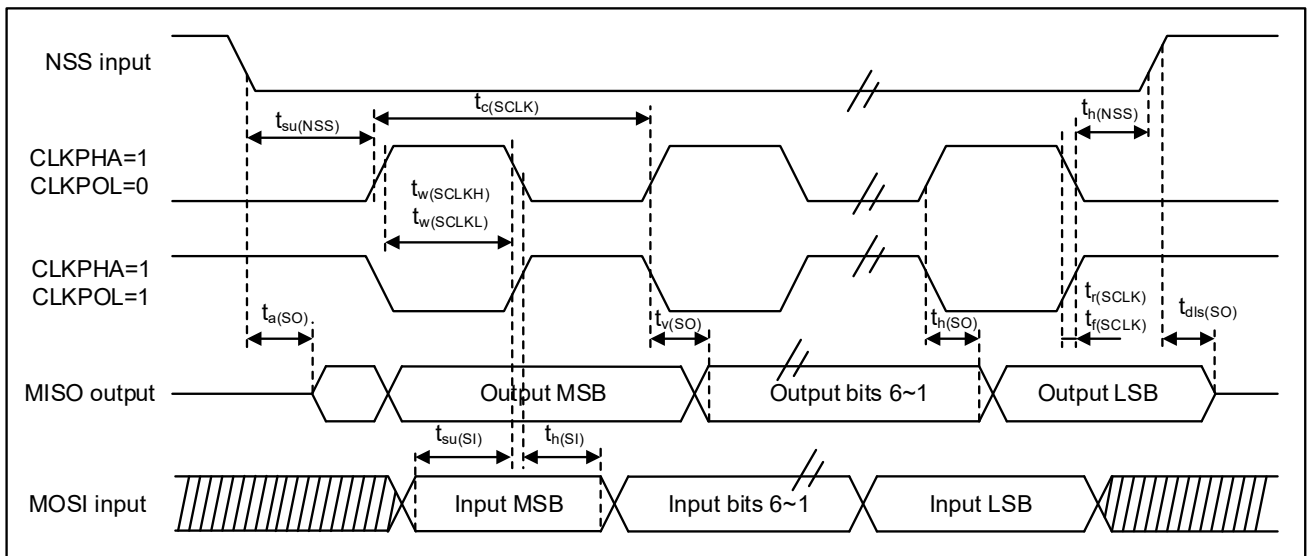 NSS input
tc(SCLK)
tsu(NSS)
th(NSS)
CLKPHA=1
CLKPOL=0
tw(SCLKH)
tw(SCLKL)
CLKPHA=1
CLKPOL=1
ta(SO)
tv(SO)
th(SO)
tr(SCLK)
tf(SCLK)
tdls(SO)
MISO output
Output MSB
Output bits 6~1
Output LSB
tsu(SI)
th(SI)
MOSI input
Input MSB
Input bits 6~1
Input LSB